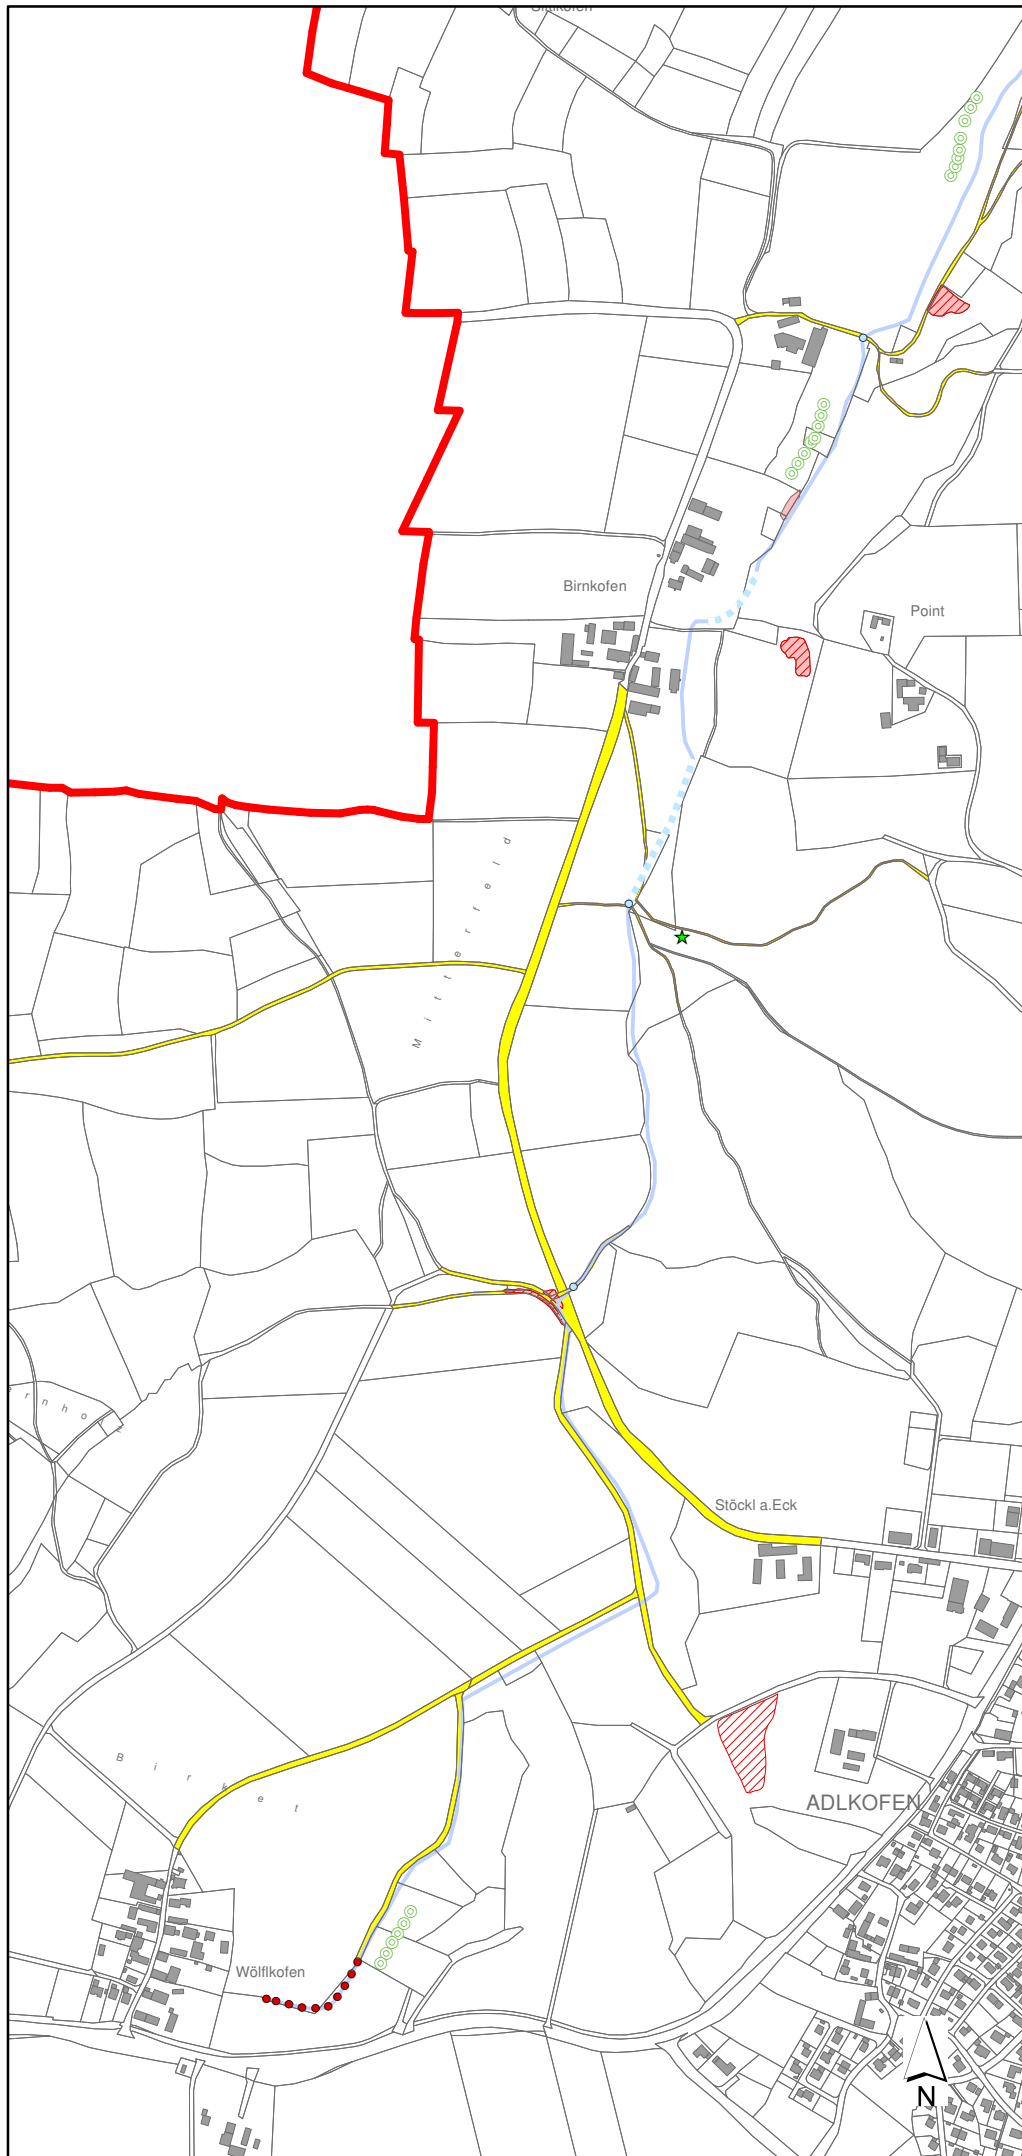 Birnkofen
Point
Mitterfeld
Stöckl a.Eck
Birket
ADLKOFEN
Wölflkofen
N